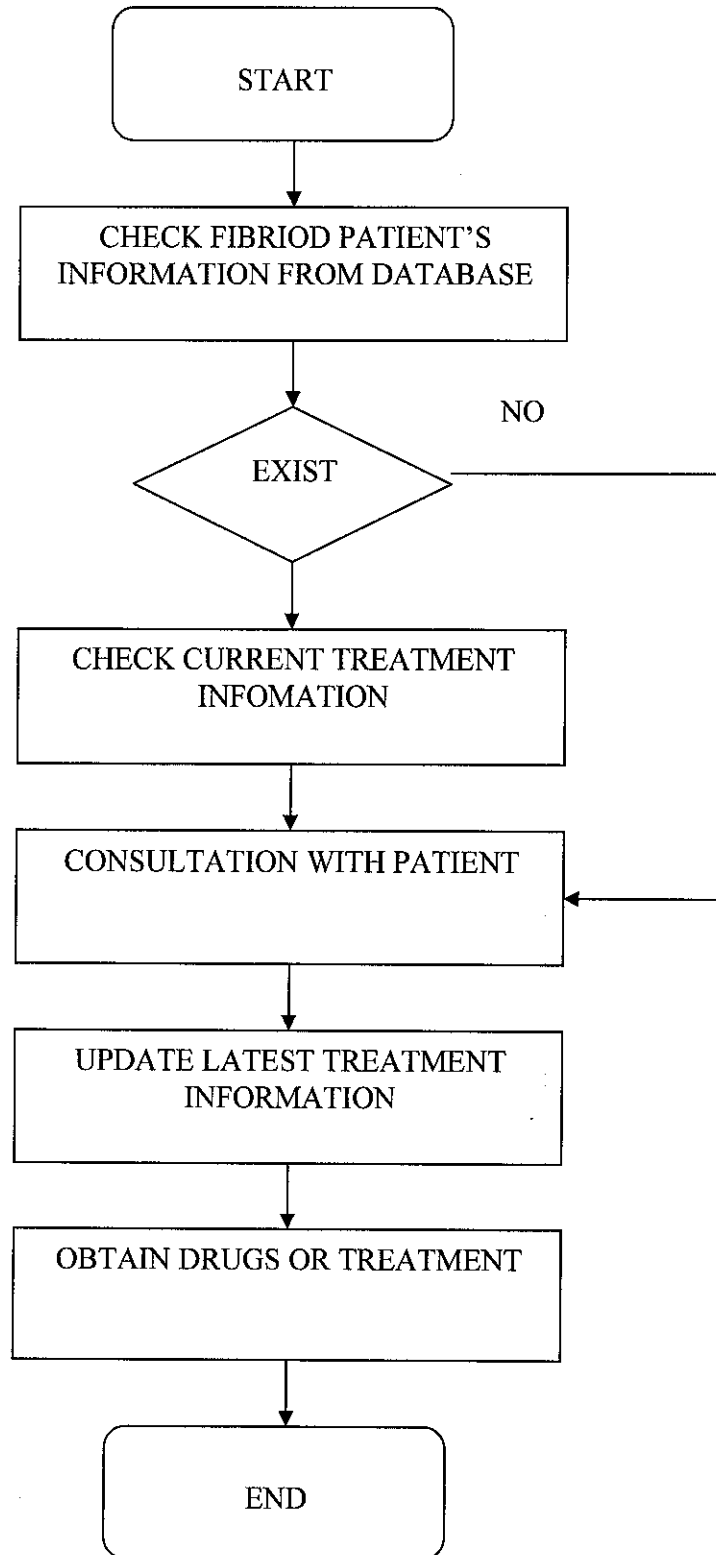 START
CHECK FIBRIOD PATIENT'S
INFORMATION FROM DATABASE
NO
EXIST
CHECK CURRENT TREATMENT
INFOMATION
CONSULTATION WITH PATIENT
UPDATE LATEST TREATMENT
INFORMATION
OBTAIN DRUGS OR TREATMENT
END